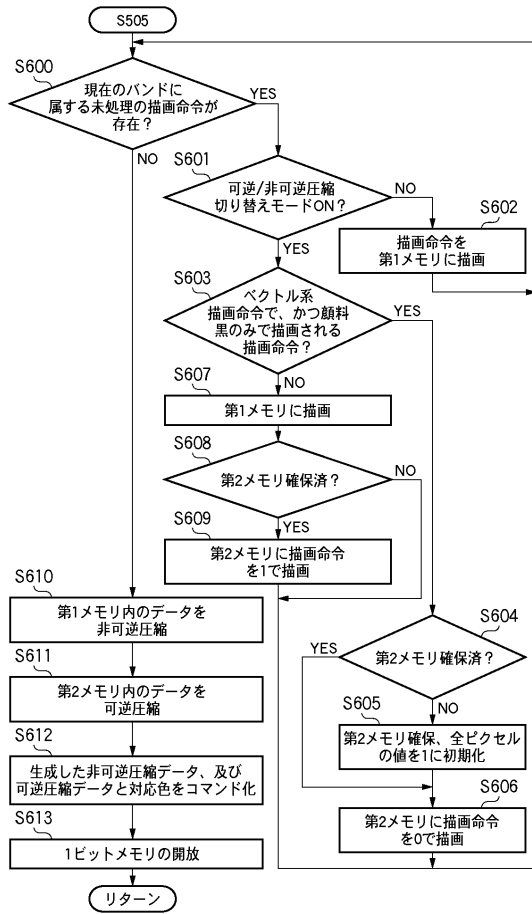 S505
S600
現在のバンドに
属する未処理の描画命令が
存在？
YES
NO
S601
可逆/非可逆圧縮
切り替えモードON？
NO
YES
S602
描画命令を
第1メモリに描画
S603
ベクトル系
描画命令で、かつ顔料
黒のみで描画される
描画命令？
YES
NO
S607
第1メモリに描画
S608
第2メモリ確保済？
NO
YES
S609
第2メモリに描画命令
を1で描画
S604
第2メモリ確保済？
YES
NO
S605
第2メモリ確保、全ピクセル
の値を1に初期化
S606
第2メモリに描画命令
を0で描画
S610
第1メモリ内のデータを
非可逆圧縮
S611
第2メモリ内のデータを
可逆圧縮
S612
生成した非可逆圧縮データ、及び
可逆圧縮データと対応色をコマンド化
S613
1ビットメモリの開放
リターン